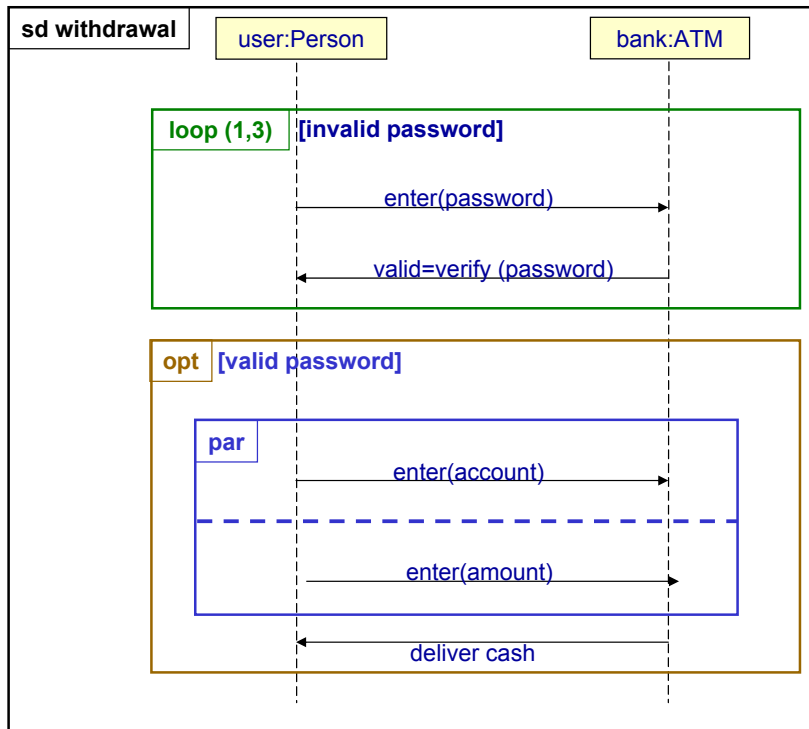 sd withdrawal
user:Person
bank:ATM
loop (1,3) [invalid password]
enter(password)
valid=verify (password)
opt [valid password]
par
enter(account)
enter(amount)
deliver cash